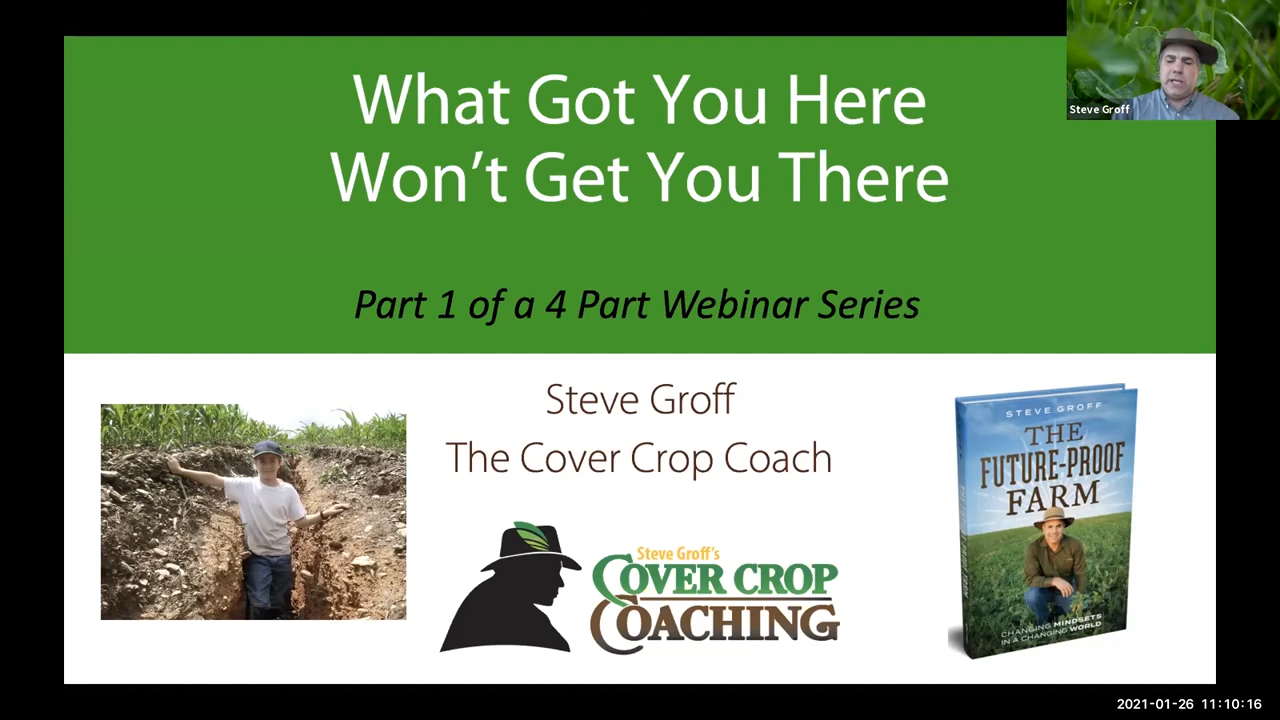 What Got You Here
Won't Get You There
Steve Groff
Part 1 of a 4 Part Webinar Series
Steve Groff
The Cover Crop Coach
Steve Groff's
COVER CROP
COACHING
STEVE GROFF
THE
FUTURE-PROOF
FARM
CHANGING MINDSETS
IN A CHANGING WORLD
2021-01-26 11:10:16